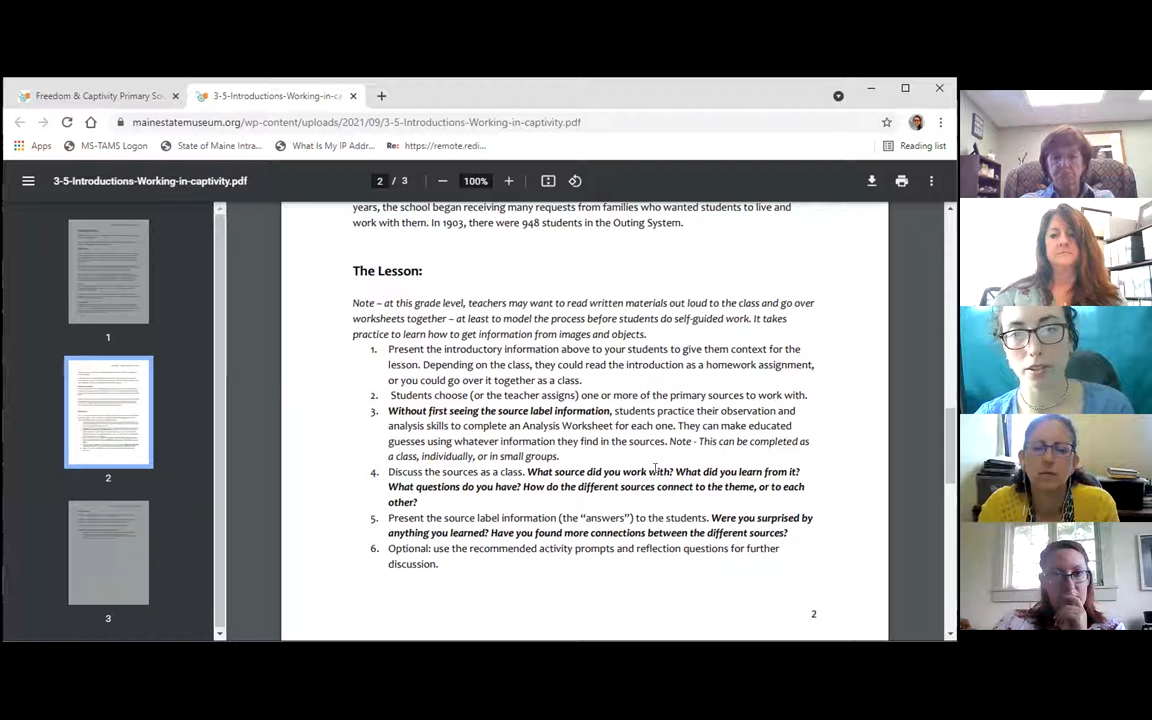 Freedom & Captivity Primary So
3-5-Introductions-Working-in-ca
mainestatemuseum.org/wp-content/uploads/2021/09/3-5-Introductions-Working-in-captivity.pdf
Apps MS-TAMS Logon State of Maine Intra... What Is My IP Addr... Re: https://remote.redi... Reading list
3-5-Introductions-Working-in-captivity.pdf 2 / 3 100%
1
2
3
years, the school began receiving many requests from families who wanted students to live and
work with them. In 1903, there were 948 students in the Outing System.
The Lesson:
Note – at this grade level, teachers may want to read written materials out loud to the class and go over
worksheets together – at least to model the process before students do self-guided work. It takes
practice to learn how to get information from images and objects.
1. Present the introductory information above to your students to give them context for the
lesson. Depending on the class, they could read the introduction as a homework assignment,
or you could go over it together as a class.
2. Students choose (or the teacher assigns) one or more of the primary sources to work with.
3. Without first seeing the source label information, students practice their observation and
analysis skills to complete an Analysis Worksheet for each one. They can make educated
guesses using whatever information they find in the sources. Note - This can be completed as
a class, individually, or in small groups.
4. Discuss the sources as a class. What source did you work with? What did you learn from it?
What questions do you have? How do the different sources connect to the theme, or to each
other?
5. Present the source label information (the “answers”) to the students. Were you surprised by
anything you learned? Have you found more connections between the different sources?
6. Optional: use the recommended activity prompts and reflection questions for further
discussion.
2